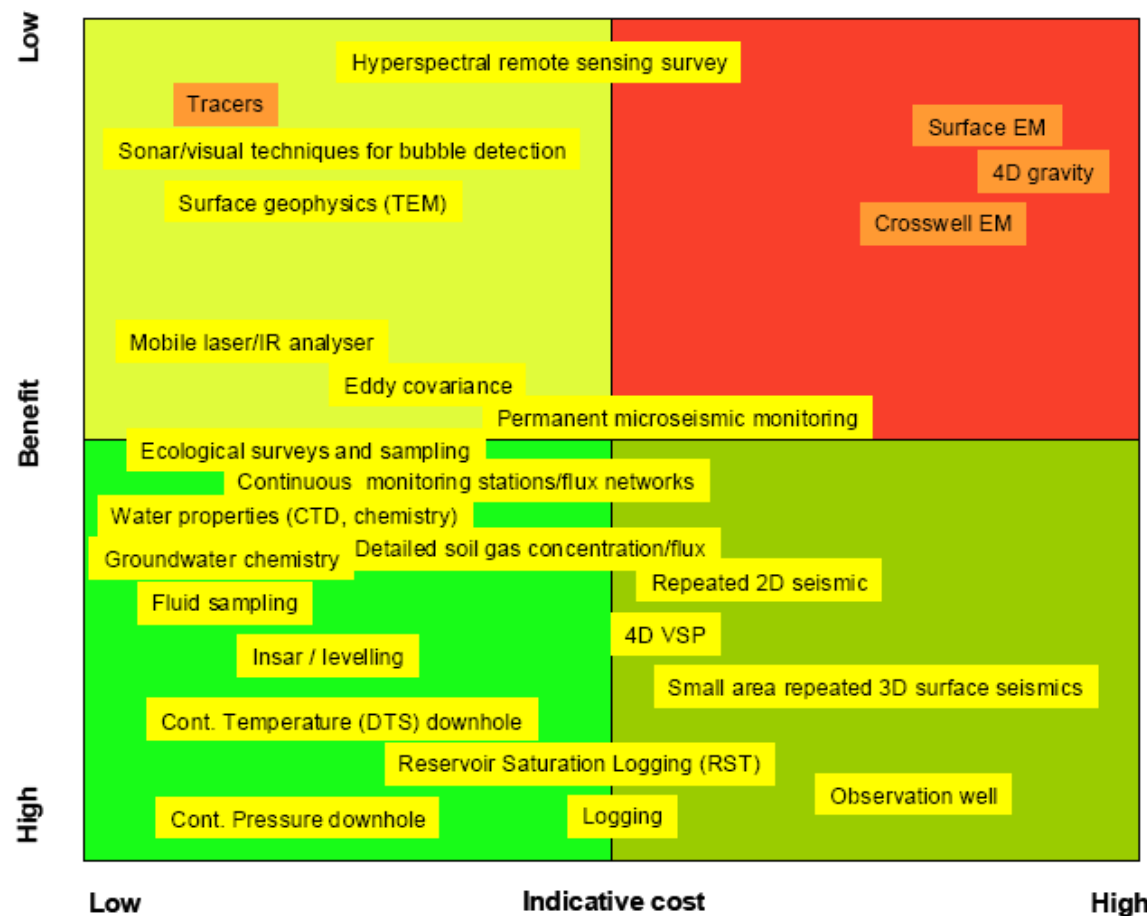 Low
Hyperspectral remote sensing survey
Tracers
Surface EM
Sonar/visual techniques for bubble detection
4D gravity
Surface geophysics (TEM)
Crosswell EM
Mobile laser/IR analyser
Eddy covariance
Benefit
Permanent microseismic monitoring
Ecological surveys and sampling
Continuous monitoring stations/flux networks
Water properties (CTD, chemistry)
Detailed soil gas concentration/flux
Groundwater chemistry
Repeated 2D seismic
Fluid sampling
4D VSP
Insar / levelling
Small area repeated 3D surface seismics
Cont. Temperature (DTS) downhole
Reservoir Saturation Logging (RST)
Observation well
High
Cont. Pressure downhole
Logging
Low
Indicative cost
High